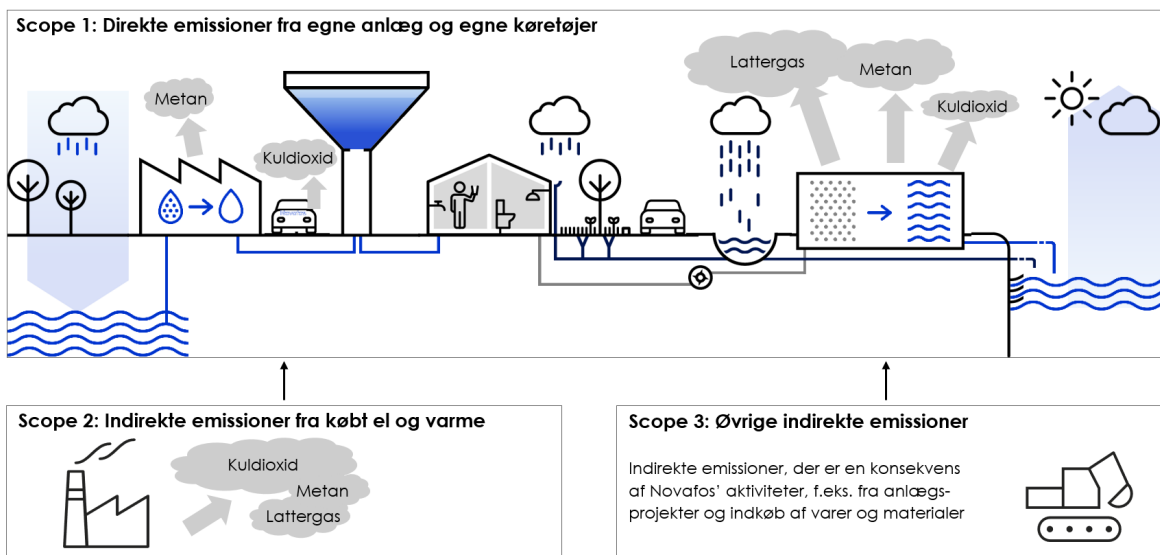 Scope 1: Direkte emissioner fra egne anlæg og egne køretøjer
Lattergas
Metan
Metan
Kuldioxid
Kuldioxid
Scope 2: Indirekte emissioner fra købt el og varme
Kuldioxid
Metan
Lattergas
Scope 3: Øvrige indirekte emissioner
Indirekte emissioner, der er en konsekvens
af Novafos’ aktiviteter, f.eks. fra anlægs-
projekter og indkøb af varer og materialer